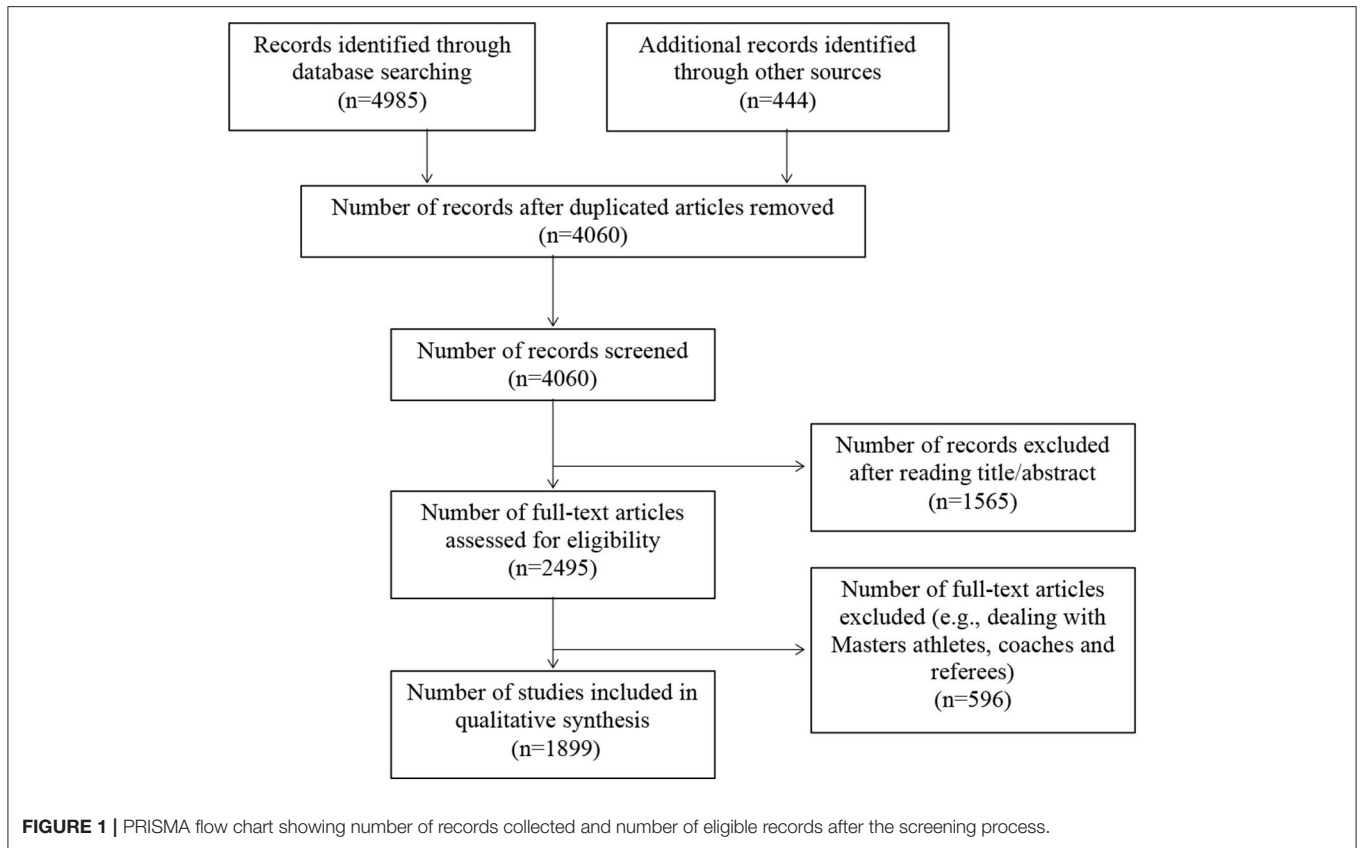 Records identified through
database searching
(n=4985)
Additional records identified
through other sources
(n=444)
Number of records after duplicated articles removed
(n=4060)
Number of records screened
(n=4060)
Number of records excluded
after reading title/abstract
(n=1565)
Number of full-text articles
assessed for eligibility
(n=2495)
Number of full-text articles
excluded (e.g., dealing with
Masters athletes, coaches and
referees)
(n=596)
Number of studies included in
qualitative synthesis
(n=1899)
FIGURE 1 | PRISMA flow chart showing number of records collected and number of eligible records after the screening process.